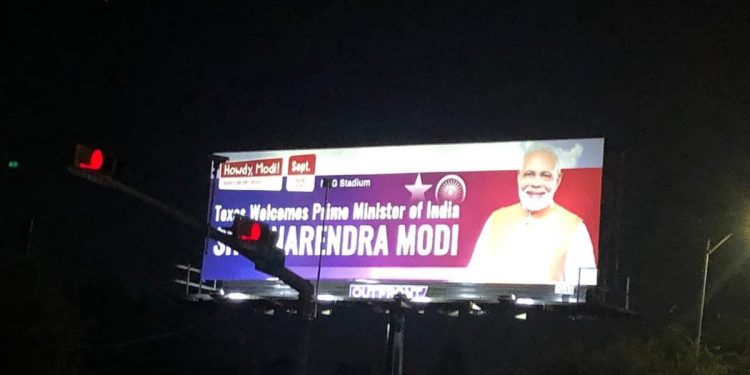 Howdy, Modi!
Sept.
22
G Stadium
Texas Welcomes Prime Minister of India
NARENDRA MODI
OUTFRONT